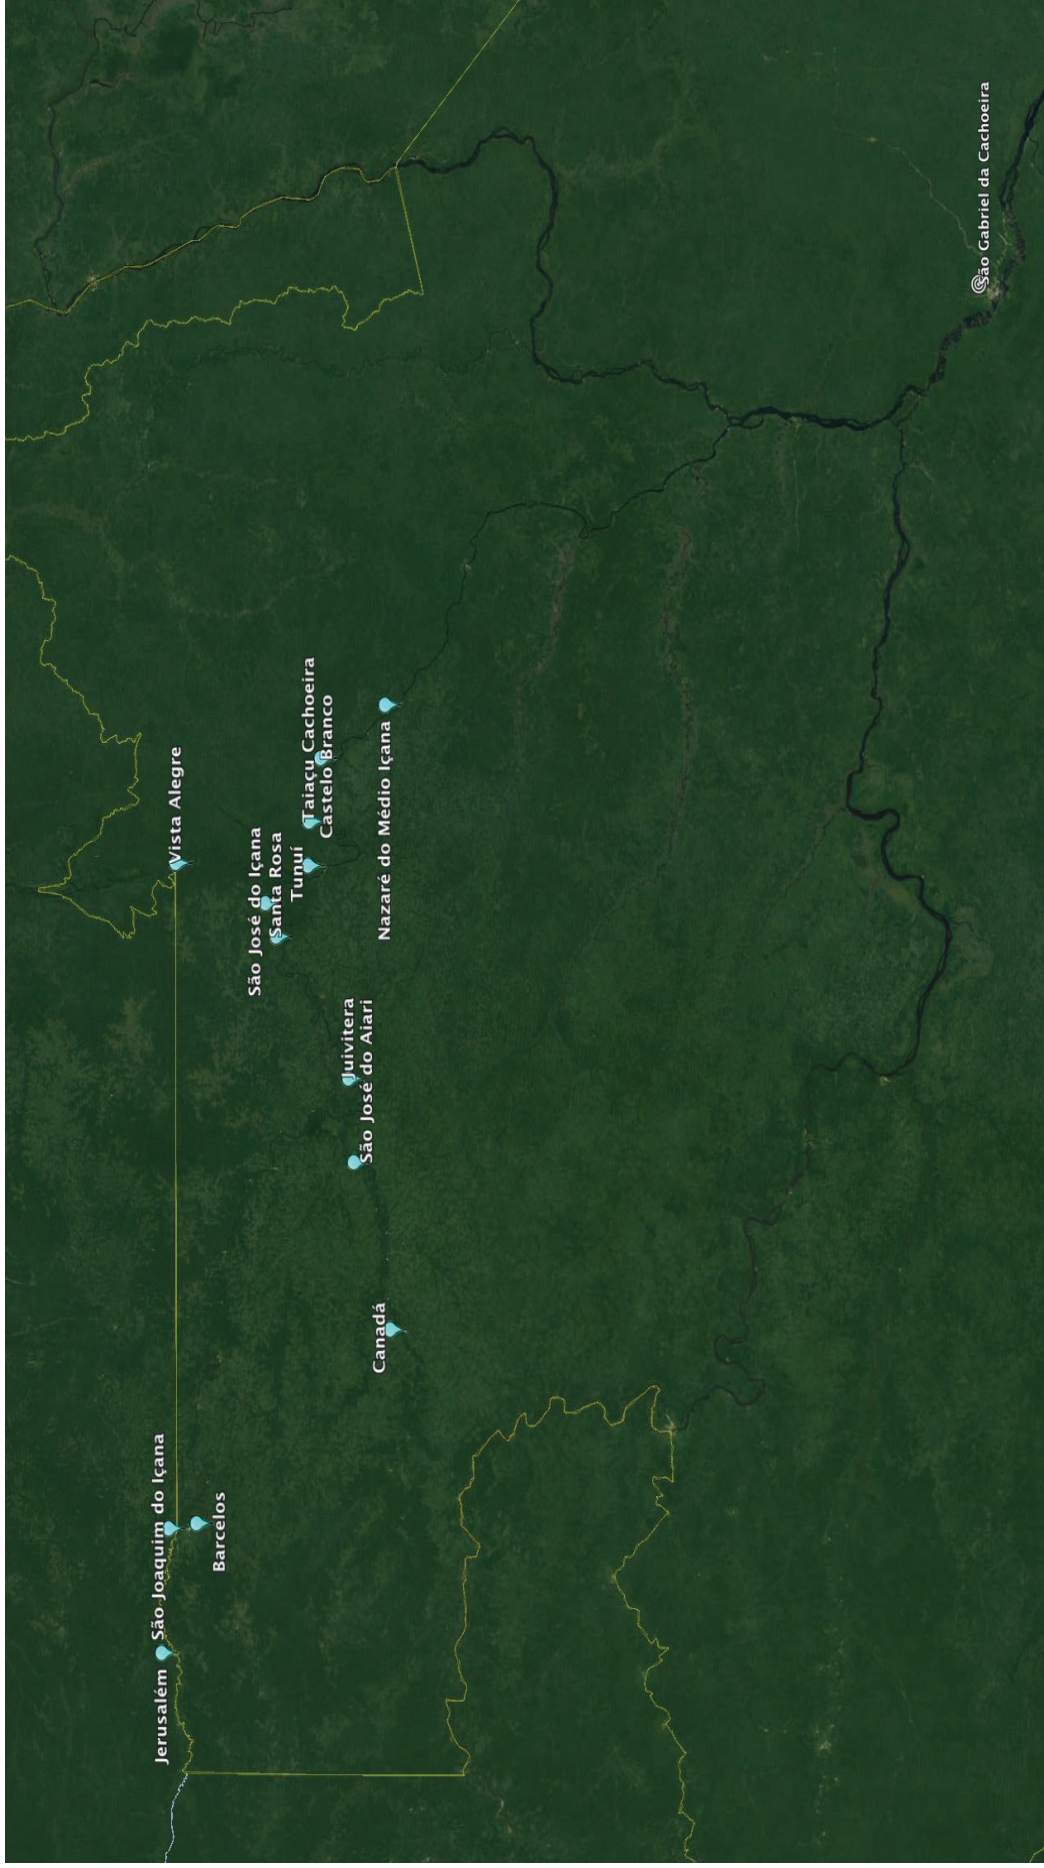 Jerusalém
São Joaquim do Içana
Barcelos
Canadá
São José do Aiari
Juivitera
São José do Içana
Santa Rosa
Vista Alegre
Tunuí
Taiaçu Cachoeira
Castelo Branco
Nazaré do Médio Içana
São Gabriel da Cachoeira